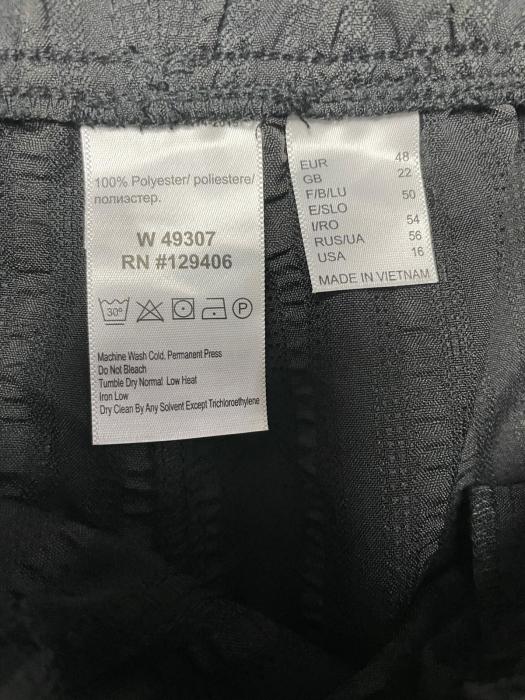 100% Polyester/ poliestere/
полиэстер.
W 49307
RN #129406
30°
P
Machine Wash Cold, Permanent Press
Do Not Bleach
Tumble Dry Normal Low Heat
Iron Low
Dry Clean By Any Solvent Except Trichloroethylene
EUR 48
GB 22
F/B/LU 50
E/SLO
I/RO 54
RUS/UA 56
USA 16
MADE IN VIETNAM